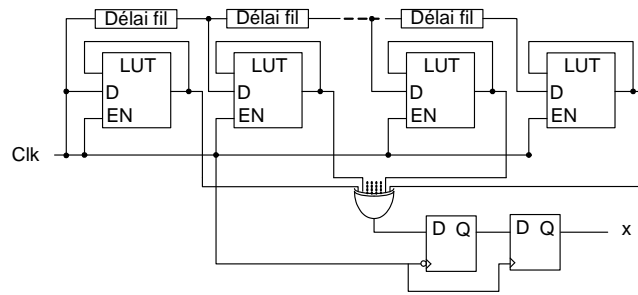 Délai fil Délai fil Délai fil
LUT LUT LUT LUT
D D D D
EN EN EN EN
Clk
D Q D Q x